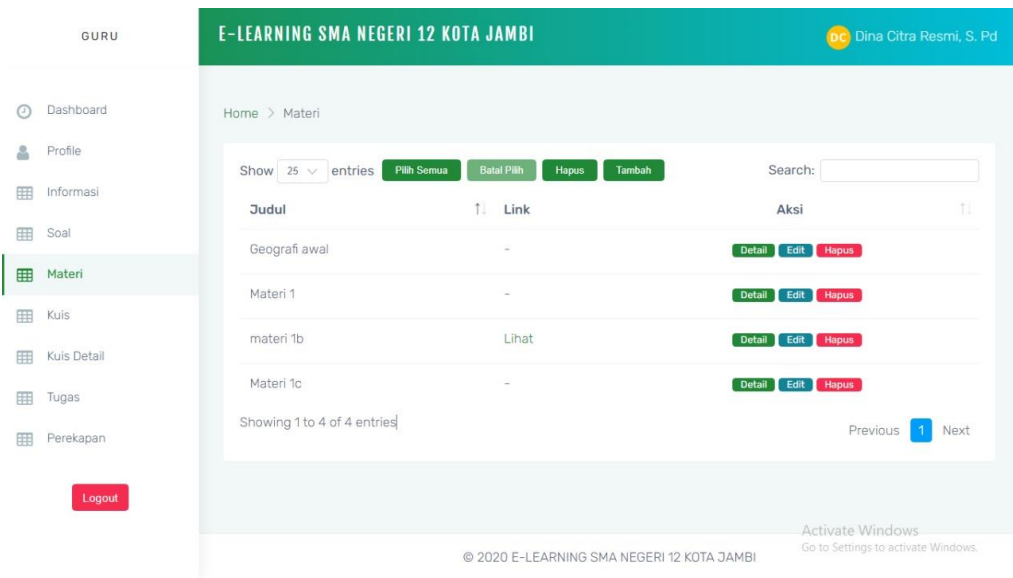 GURU
E-LEARNING SMA NEGERI 12 KOTA JAMBI
DC Dina Citra Resmi, S. Pd
Dashboard
Profile
Informasi
Soal
Materi
Kuis
Kuis Detail
Tugas
Perekapan
Logout
Home > Materi
Show 25 entries Pilih Semua Batal Pilih Hapus Tambah Search:
Judul Link Aksi
Geografi awal - Detail Edit Hapus
Materi 1 - Detail Edit Hapus
materi 1b Lihat Detail Edit Hapus
Materi 1c - Detail Edit Hapus
Showing 1 to 4 of 4 entries
Previous 1 Next
Activate Windows
Go to Settings to activate Windows.
© 2020 E-LEARNING SMA NEGERI 12 KOTA JAMBI